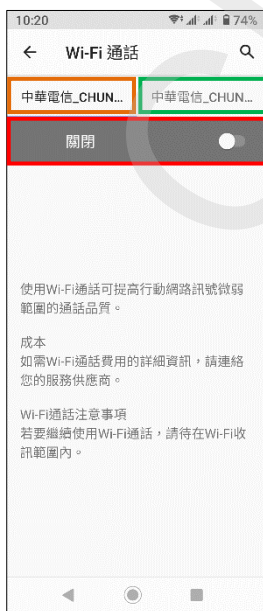 10:20 74%
Wi-Fi 通話
中華電信_CHUN... 中華電信_CHUN...
關閉
使用Wi-Fi通話可提高行動網路訊號微弱
範圍的通話品質。
成本
如需Wi-Fi通話費用的詳細資訊，請連絡
您的服務供應商。
Wi-Fi通話注意事項
若要繼續使用Wi-Fi通話，請待在Wi-Fi收
訊範圍內。